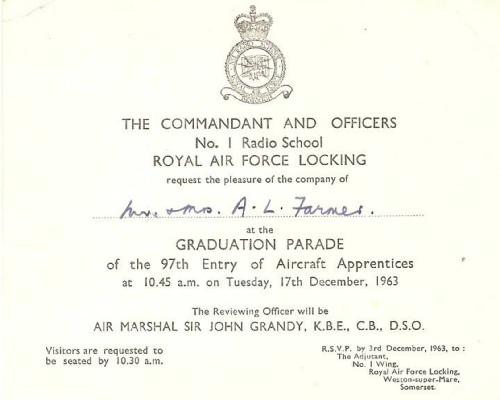 THE COMMANDANT AND OFFICERS
No. 1 Radio School
ROYAL AIR FORCE LOCKING
request the pleasure of the company of
Mr. & Mrs. A. L. Farmer.
at the
GRADUATION PARADE
of the 97th Entry of Aircraft Apprentices
at 10.45 a.m. on Tuesday, 17th December, 1963
The Reviewing Officer will be
AIR MARSHAL SIR JOHN GRANDY, K.B.E., C.B., D.S.O.
Visitors are requested to
be seated by 10.30 a.m.
R.S.V.P. by 3rd December, 1963, to :
The Adjutant,
No. 1 Wing,
Royal Air Force Locking,
Weston-super-Mare,
Somerset.